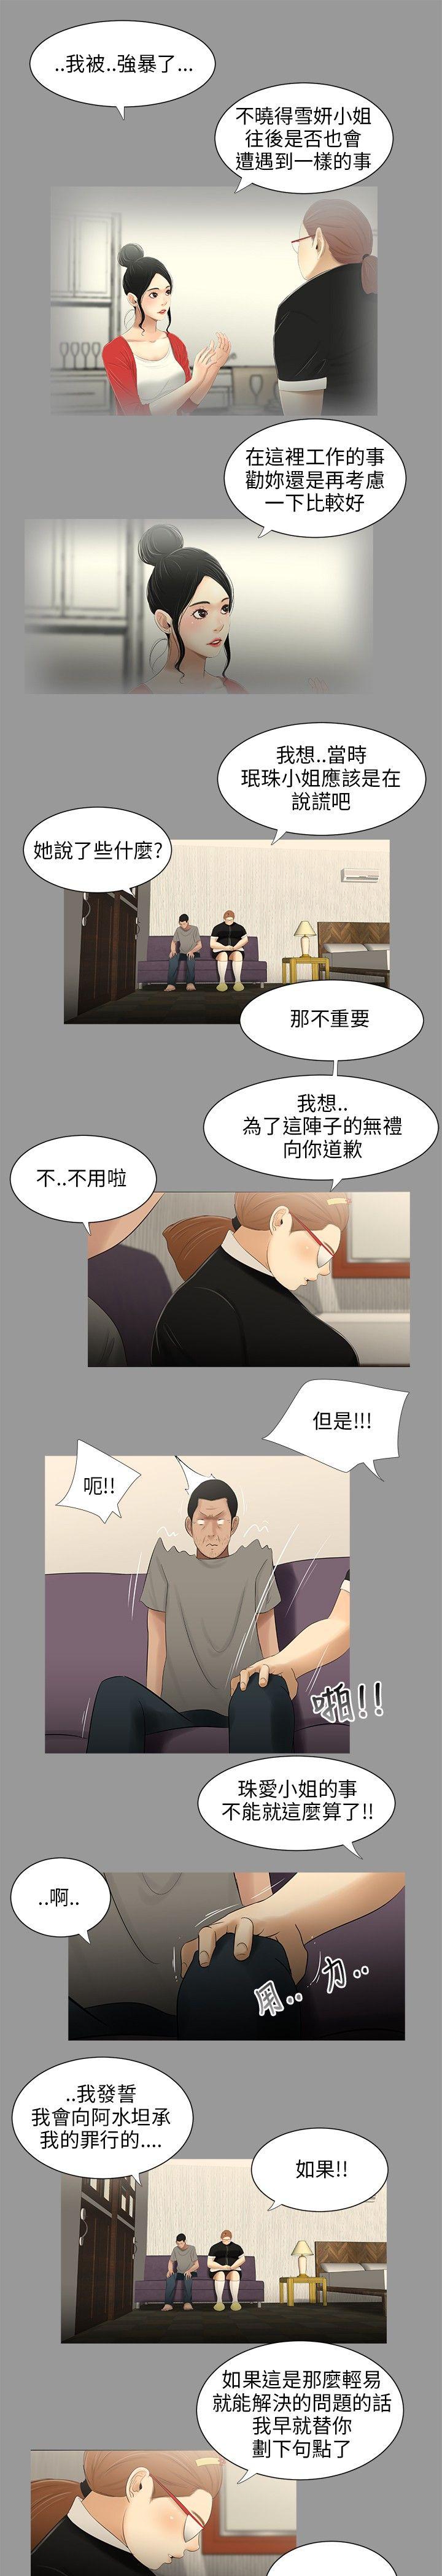 ..我被..強暴了...
不曉得雪妍小姐
往後是否也會
遭遇到一樣的事
在這裡工作的事
勸妳還是再考慮
一下比較好
我想..當時
珉珠小姐應該是在
說謊吧
她說了些什麼?
那不重要
我想..
為了這陣子的無禮
向你道歉
不..不用啦
但是!!!
呃!!
啪!!
珠愛小姐的事
不能就這麼算了!!
..啊..
用..力..
..我發誓
我會向阿水坦承
我的罪行的....
如果!!
如果這是那麼輕易
就能解決的問題的話
我早就替你
劃下句點了